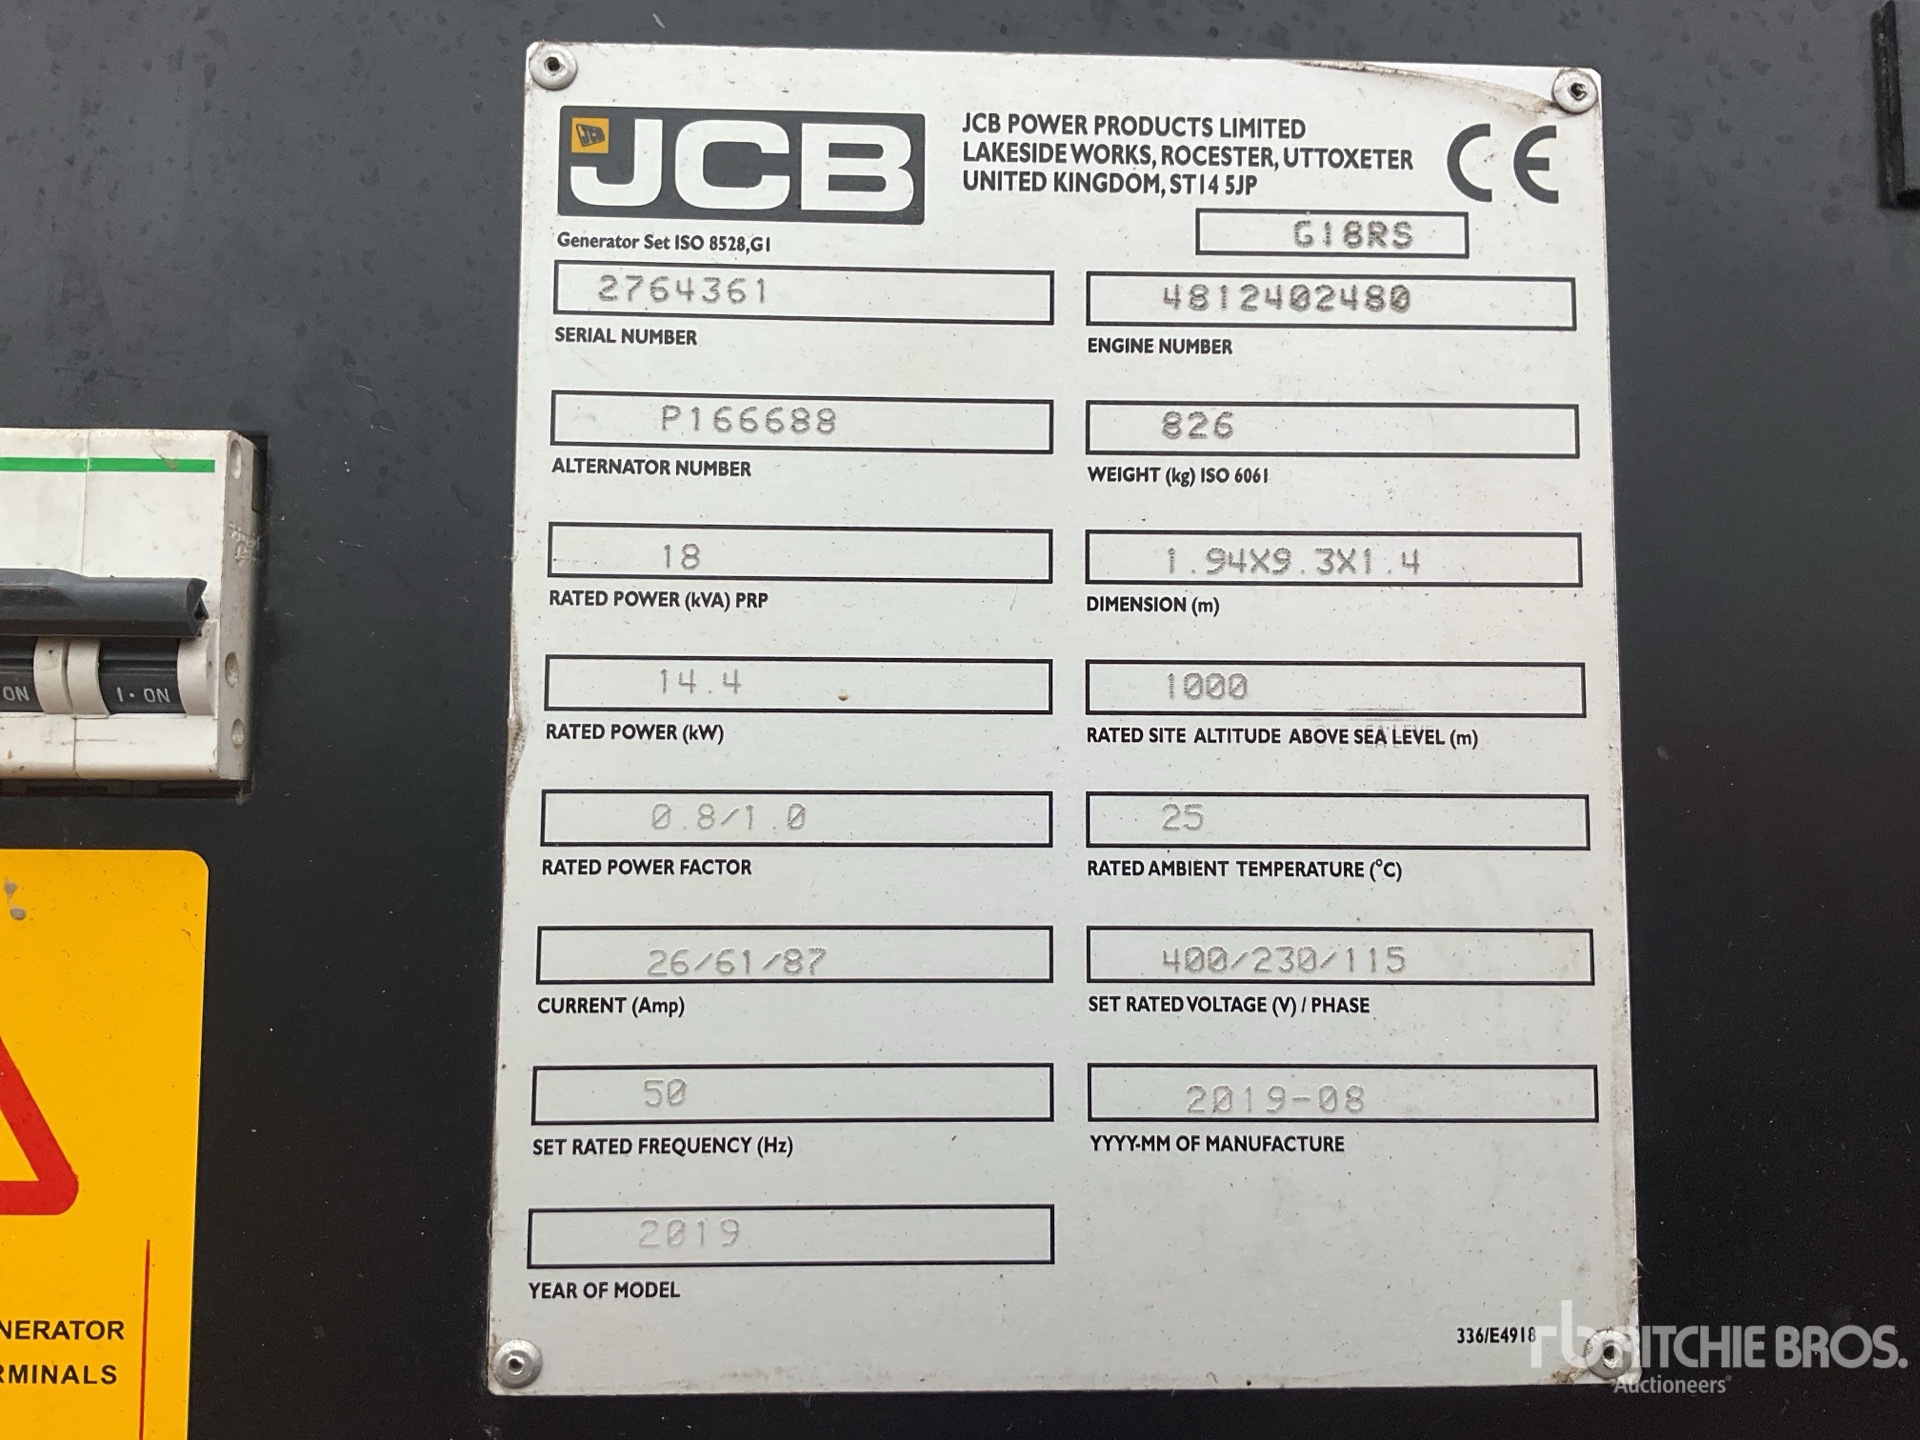 JCB
JCB POWER PRODUCTS LIMITED
LAKESIDE WORKS, ROCESTER, UTTOXETER
UNITED KINGDOM, ST14 5JP
CE
Generator Set ISO 8528,G1
G18RS
2764361
SERIAL NUMBER
4812402480
ENGINE NUMBER
P166688
ALTERNATOR NUMBER
826
WEIGHT (kg) ISO 6061
18
RATED POWER (kVA) PRP
1.94X9.3X1.4
DIMENSION (m)
14.4
RATED POWER (kW)
1000
RATED SITE ALTITUDE ABOVE SEA LEVEL (m)
0.8/1.0
RATED POWER FACTOR
25
RATED AMBIENT TEMPERATURE (°C)
26/61/87
CURRENT (Amp)
400/230/115
SET RATED VOLTAGE (V) / PHASE
50
SET RATED FREQUENCY (Hz)
2019-08
YYYY-MM OF MANUFACTURE
2019
YEAR OF MODEL
336/E4918
ON
I • ON
NERATOR
RMINALS
rb RITCHIE BROS.
Auctioneers